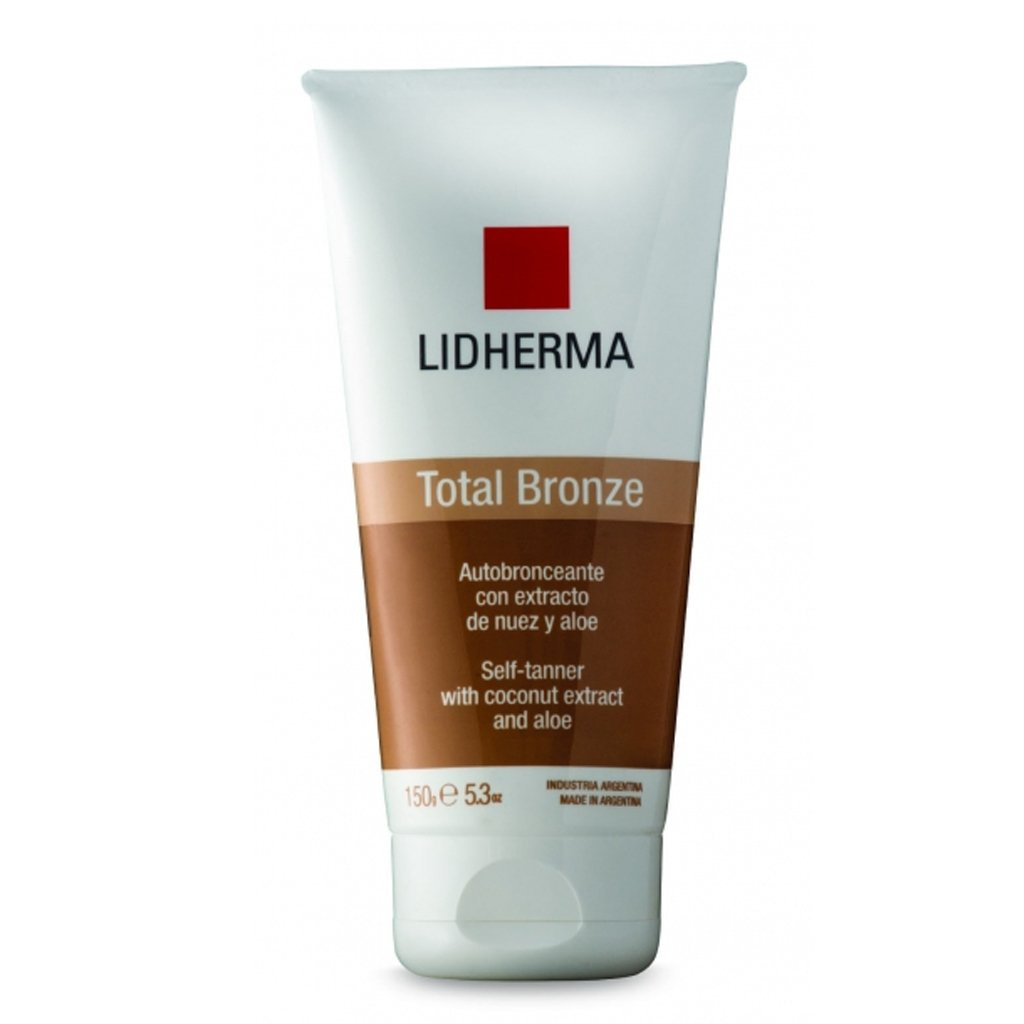 LIDHERMA
Total Bronze
Autobronceante
con extracto
de nuez y aloe
Self-tanner
with coconut extract
and aloe
150g ℮ 5.3oz
INDUSTRIA ARGENTINA
MADE IN ARGENTINA